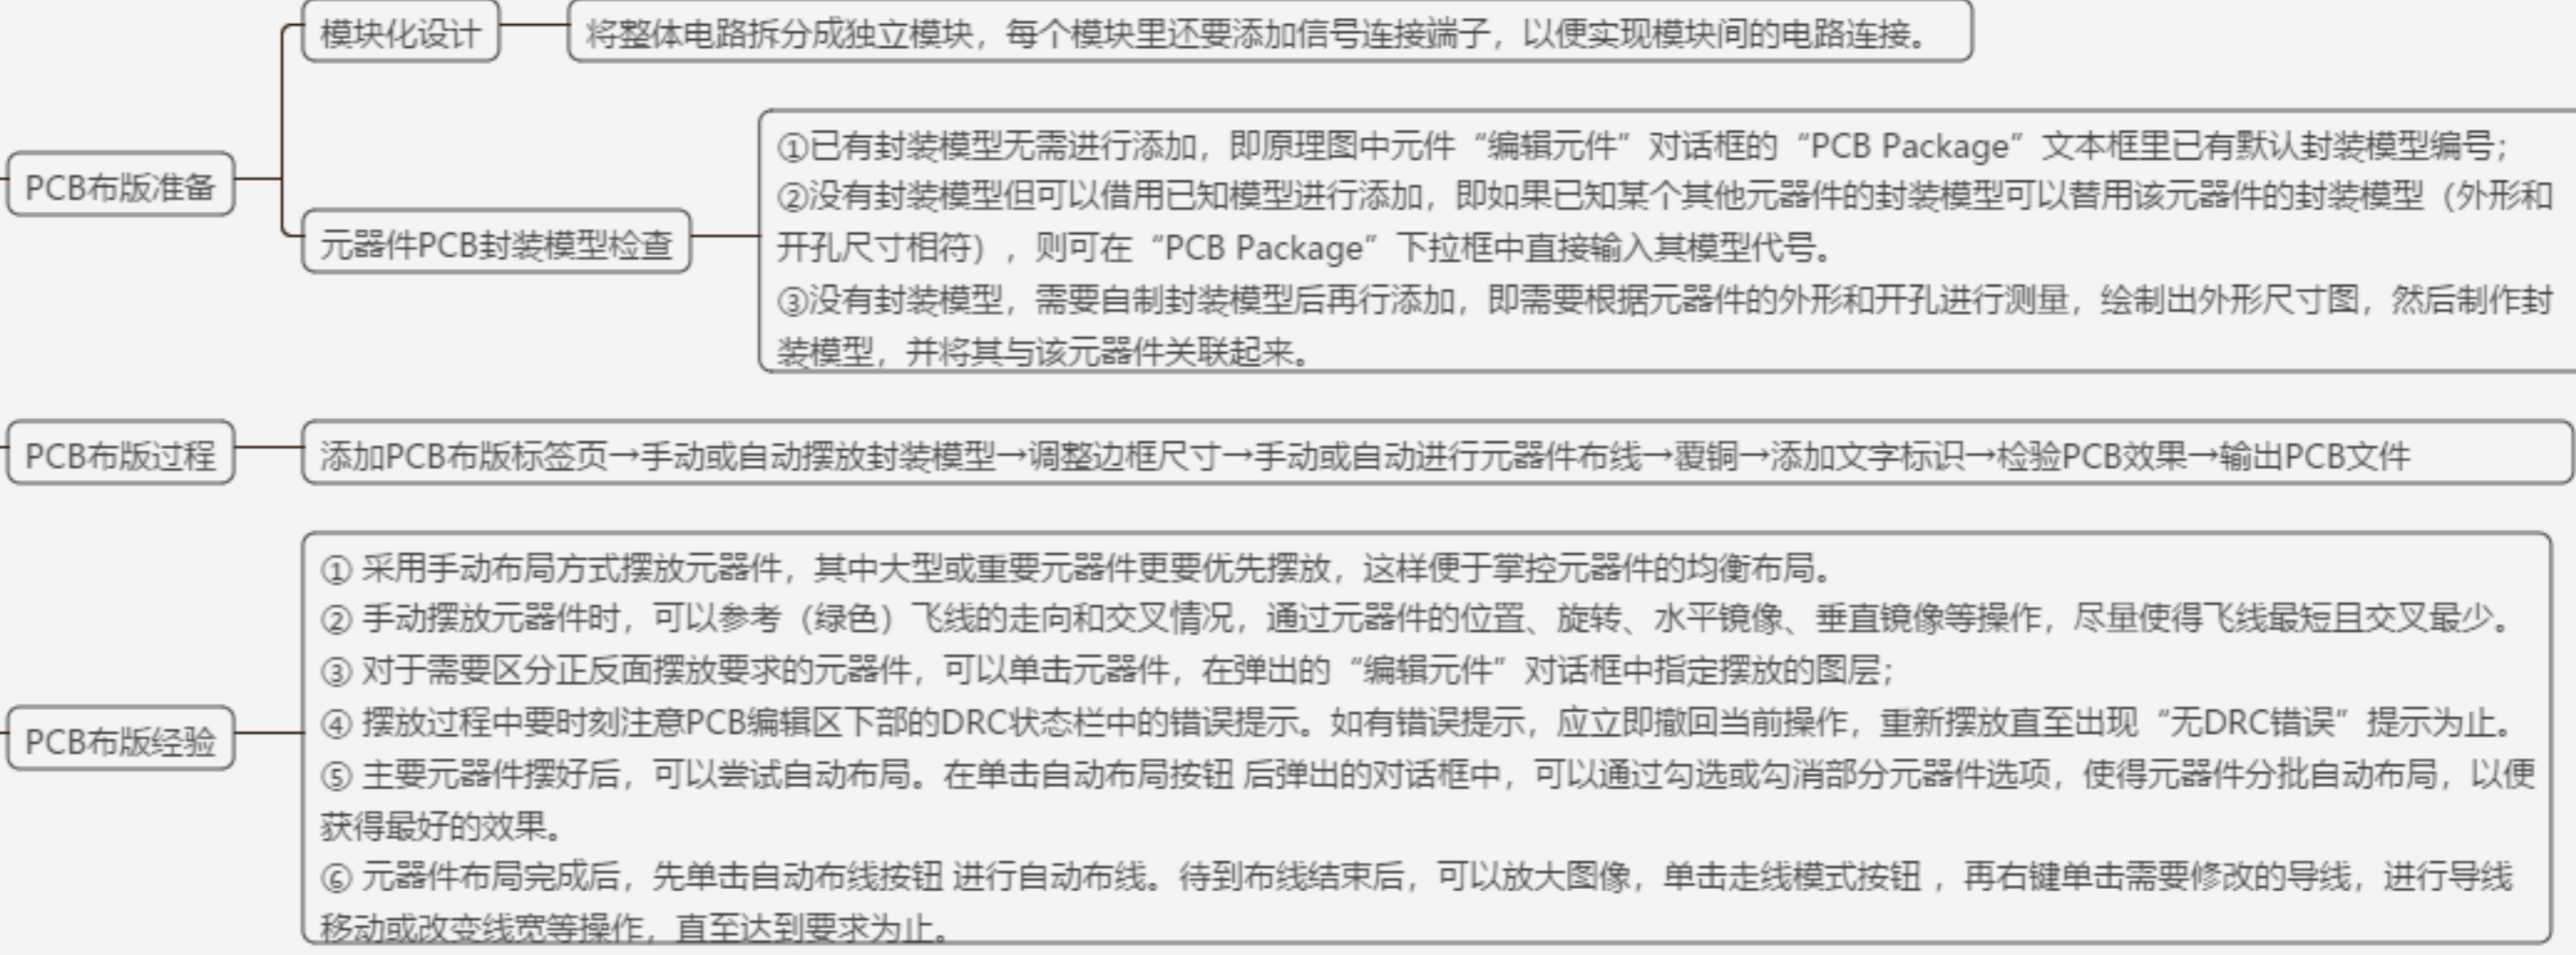 模块化设计
将整体电路拆分成独立模块，每个模块里还要添加信号连接端子，以便实现模块间的电路连接。
PCB布版准备
元器件PCB封装模型检查
①已有封装模型无需进行添加，即原理图中元件“编辑元件”对话框的“PCB Package”文本框里已有默认封装模型编号；
②没有封装模型但可以借用已知模型进行添加，即如果已知某个其他元器件的封装模型可以替用该元器件的封装模型（外形和
开孔尺寸相符），则可在“PCB Package”下拉框中直接输入其模型代号。
③没有封装模型，需要自制封装模型后再行添加，即需要根据元器件的外形和开孔进行测量，绘制出外形尺寸图，然后制作封
装模型，并将其与该元器件关联起来。
PCB布版过程
添加PCB布版标签页→手动或自动摆放封装模型→调整边框尺寸→手动或自动进行元器件布线→覆铜→添加文字标识→检验PCB效果→输出PCB文件
PCB布版经验
① 采用手动布局方式摆放元器件，其中大型或重要元器件更要优先摆放，这样便于掌控元器件的均衡布局。
② 手动摆放元器件时，可以参考（绿色）飞线的走向和交叉情况，通过元器件的位置、旋转、水平镜像、垂直镜像等操作，尽量使得飞线最短且交叉最少。
③ 对于需要区分正反面摆放要求的元器件，可以单击元器件，在弹出的“编辑元件”对话框中指定摆放的图层；
④ 摆放过程中要时刻注意PCB编辑区下部的DRC状态栏中的错误提示。如有错误提示，应立即撤回当前操作，重新摆放直至出现“无DRC错误”提示为止。
⑤ 主要元器件摆好后，可以尝试自动布局。在单击自动布局按钮 后弹出的对话框中，可以通过勾选或勾消部分元器件选项，使得元器件分批自动布局，以便
获得最好的效果。
⑥ 元器件布局完成后，先单击自动布线按钮 进行自动布线。待到布线结束后，可以放大图像，单击走线模式按钮 ，再右键单击需要修改的导线，进行导线
移动或改变线宽等操作，直至达到要求为止。